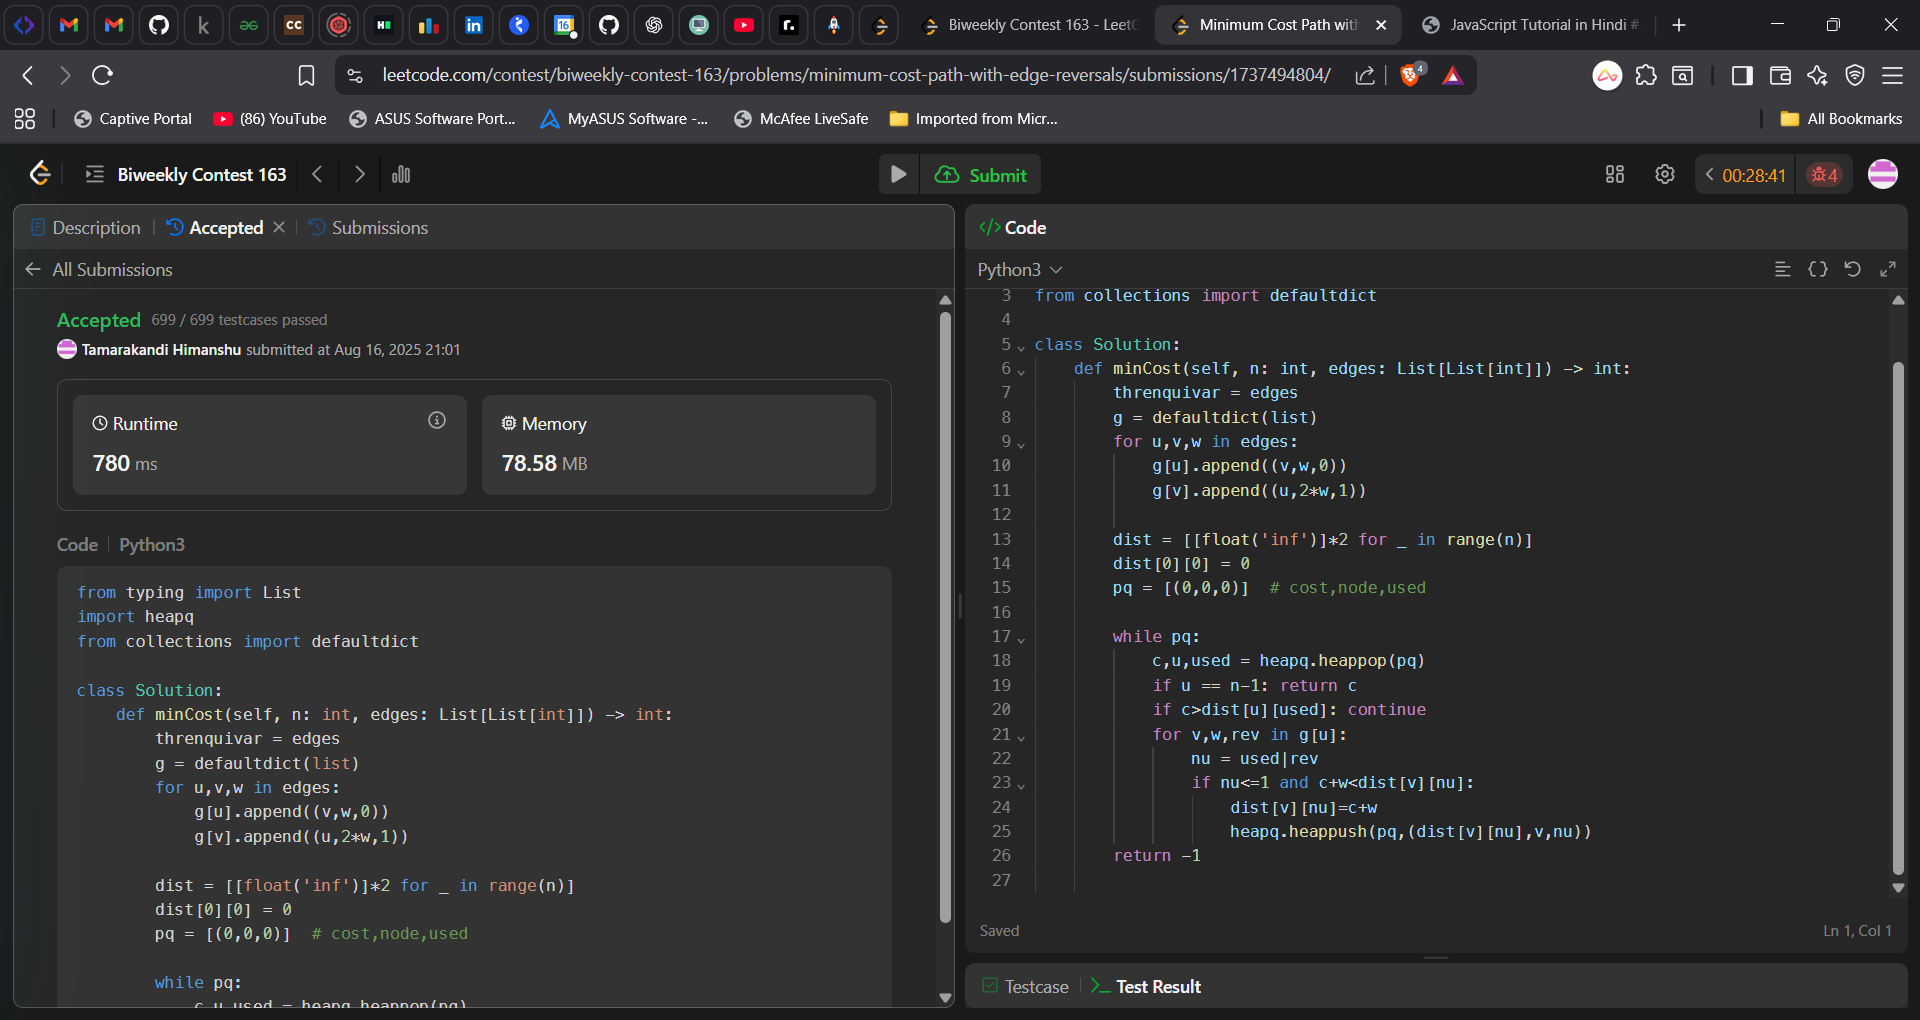 Biweekly Contest 163 - LeetC
Minimum Cost Path with
JavaScript Tutorial in Hindi #
leetcode.com/contest/biweekly-contest-163/problems/minimum-cost-path-with-edge-reversals/submissions/1737494804/
4
Captive Portal
(86) YouTube
ASUS Software Port...
MyASUS Software -...
McAfee LiveSafe
Imported from Micr...
All Bookmarks
Biweekly Contest 163
Submit
00:28:41
4
Description
Accepted
Submissions
All Submissions
Accepted 699 / 699 testcases passed
Tamarakandi Himanshu submitted at Aug 16, 2025 21:01
Runtime
780 ms
Memory
78.58 MB
Code | Python3
from typing import List
import heapq
from collections import defaultdict
class Solution:
    def minCost(self, n: int, edges: List[List[int]]) -> int:
        threnquivar = edges
        g = defaultdict(list)
        for u,v,w in edges:
            g[u].append((v,w,0))
            g[v].append((u,2*w,1))
        dist = [[float('inf')]*2 for _ in range(n)]
        dist[0][0] = 0
        pq = [(0,0,0)]  # cost,node,used
        while pq:
            c,u,used = heapq.heappop(pq)
</> Code
Python3
3 from collections import defaultdict
4
5 class Solution:
6     def minCost(self, n: int, edges: List[List[int]]) -> int:
7         threnquivar = edges
8         g = defaultdict(list)
9         for u,v,w in edges:
10             g[u].append((v,w,0))
11             g[v].append((u,2*w,1))
12
13         dist = [[float('inf')]*2 for _ in range(n)]
14         dist[0][0] = 0
15         pq = [(0,0,0)]  # cost,node,used
16
17         while pq:
18             c,u,used = heapq.heappop(pq)
19             if u == n-1: return c
20             if c>dist[u][used]: continue
21             for v,w,rev in g[u]:
22                 nu = used|rev
23                 if nu<=1 and c+w<dist[v][nu]:
24                     dist[v][nu]=c+w
25                     heapq.heappush(pq,(dist[v][nu],v,nu))
26         return -1
27
Saved
Ln 1, Col 1
Testcase
Test Result